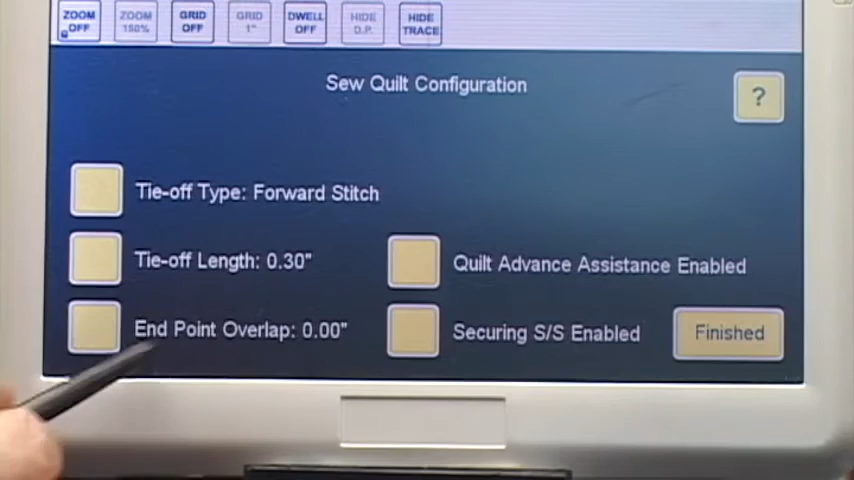 ZOOM
OFF
ZOOM
150%
GRID
OFF
GRID
1"
DWELL
OFF
HIDE
D.P.
HIDE
TRACE
Sew Quilt Configuration
?
Tie-off Type: Forward Stitch
Tie-off Length: 0.30"
Quilt Advance Assistance Enabled
End Point Overlap: 0.00"
Securing S/S Enabled
Finished